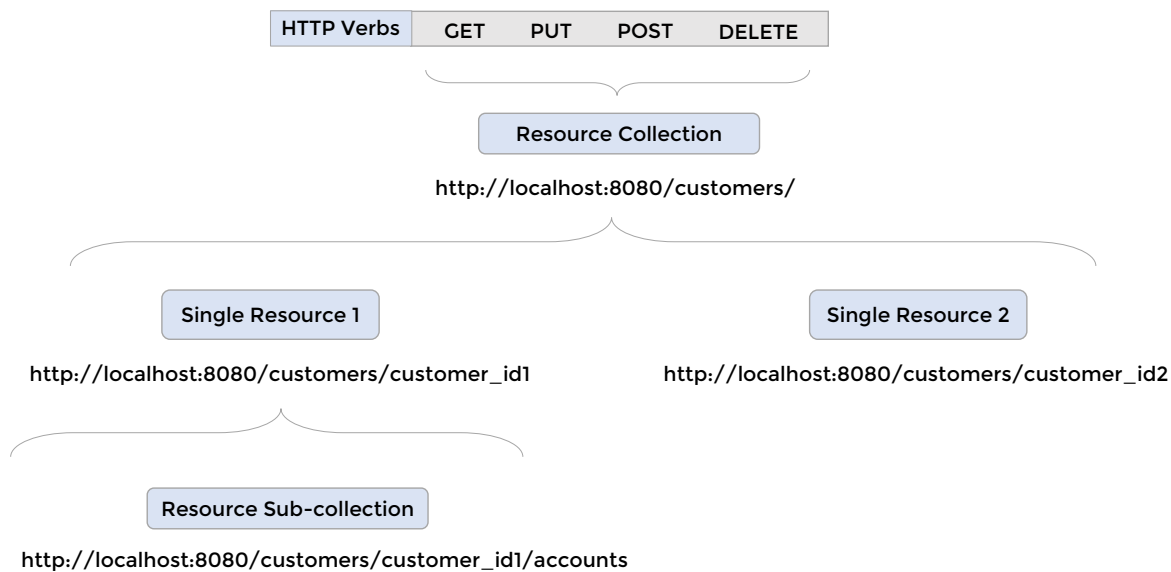 HTTP Verbs GET PUT POST DELETE
Resource Collection
http://localhost:8080/customers/
Single Resource 1 Single Resource 2
http://localhost:8080/customers/customer_id1 http://localhost:8080/customers/customer_id2
Resource Sub-collection
http://localhost:8080/customers/customer_id1/accounts